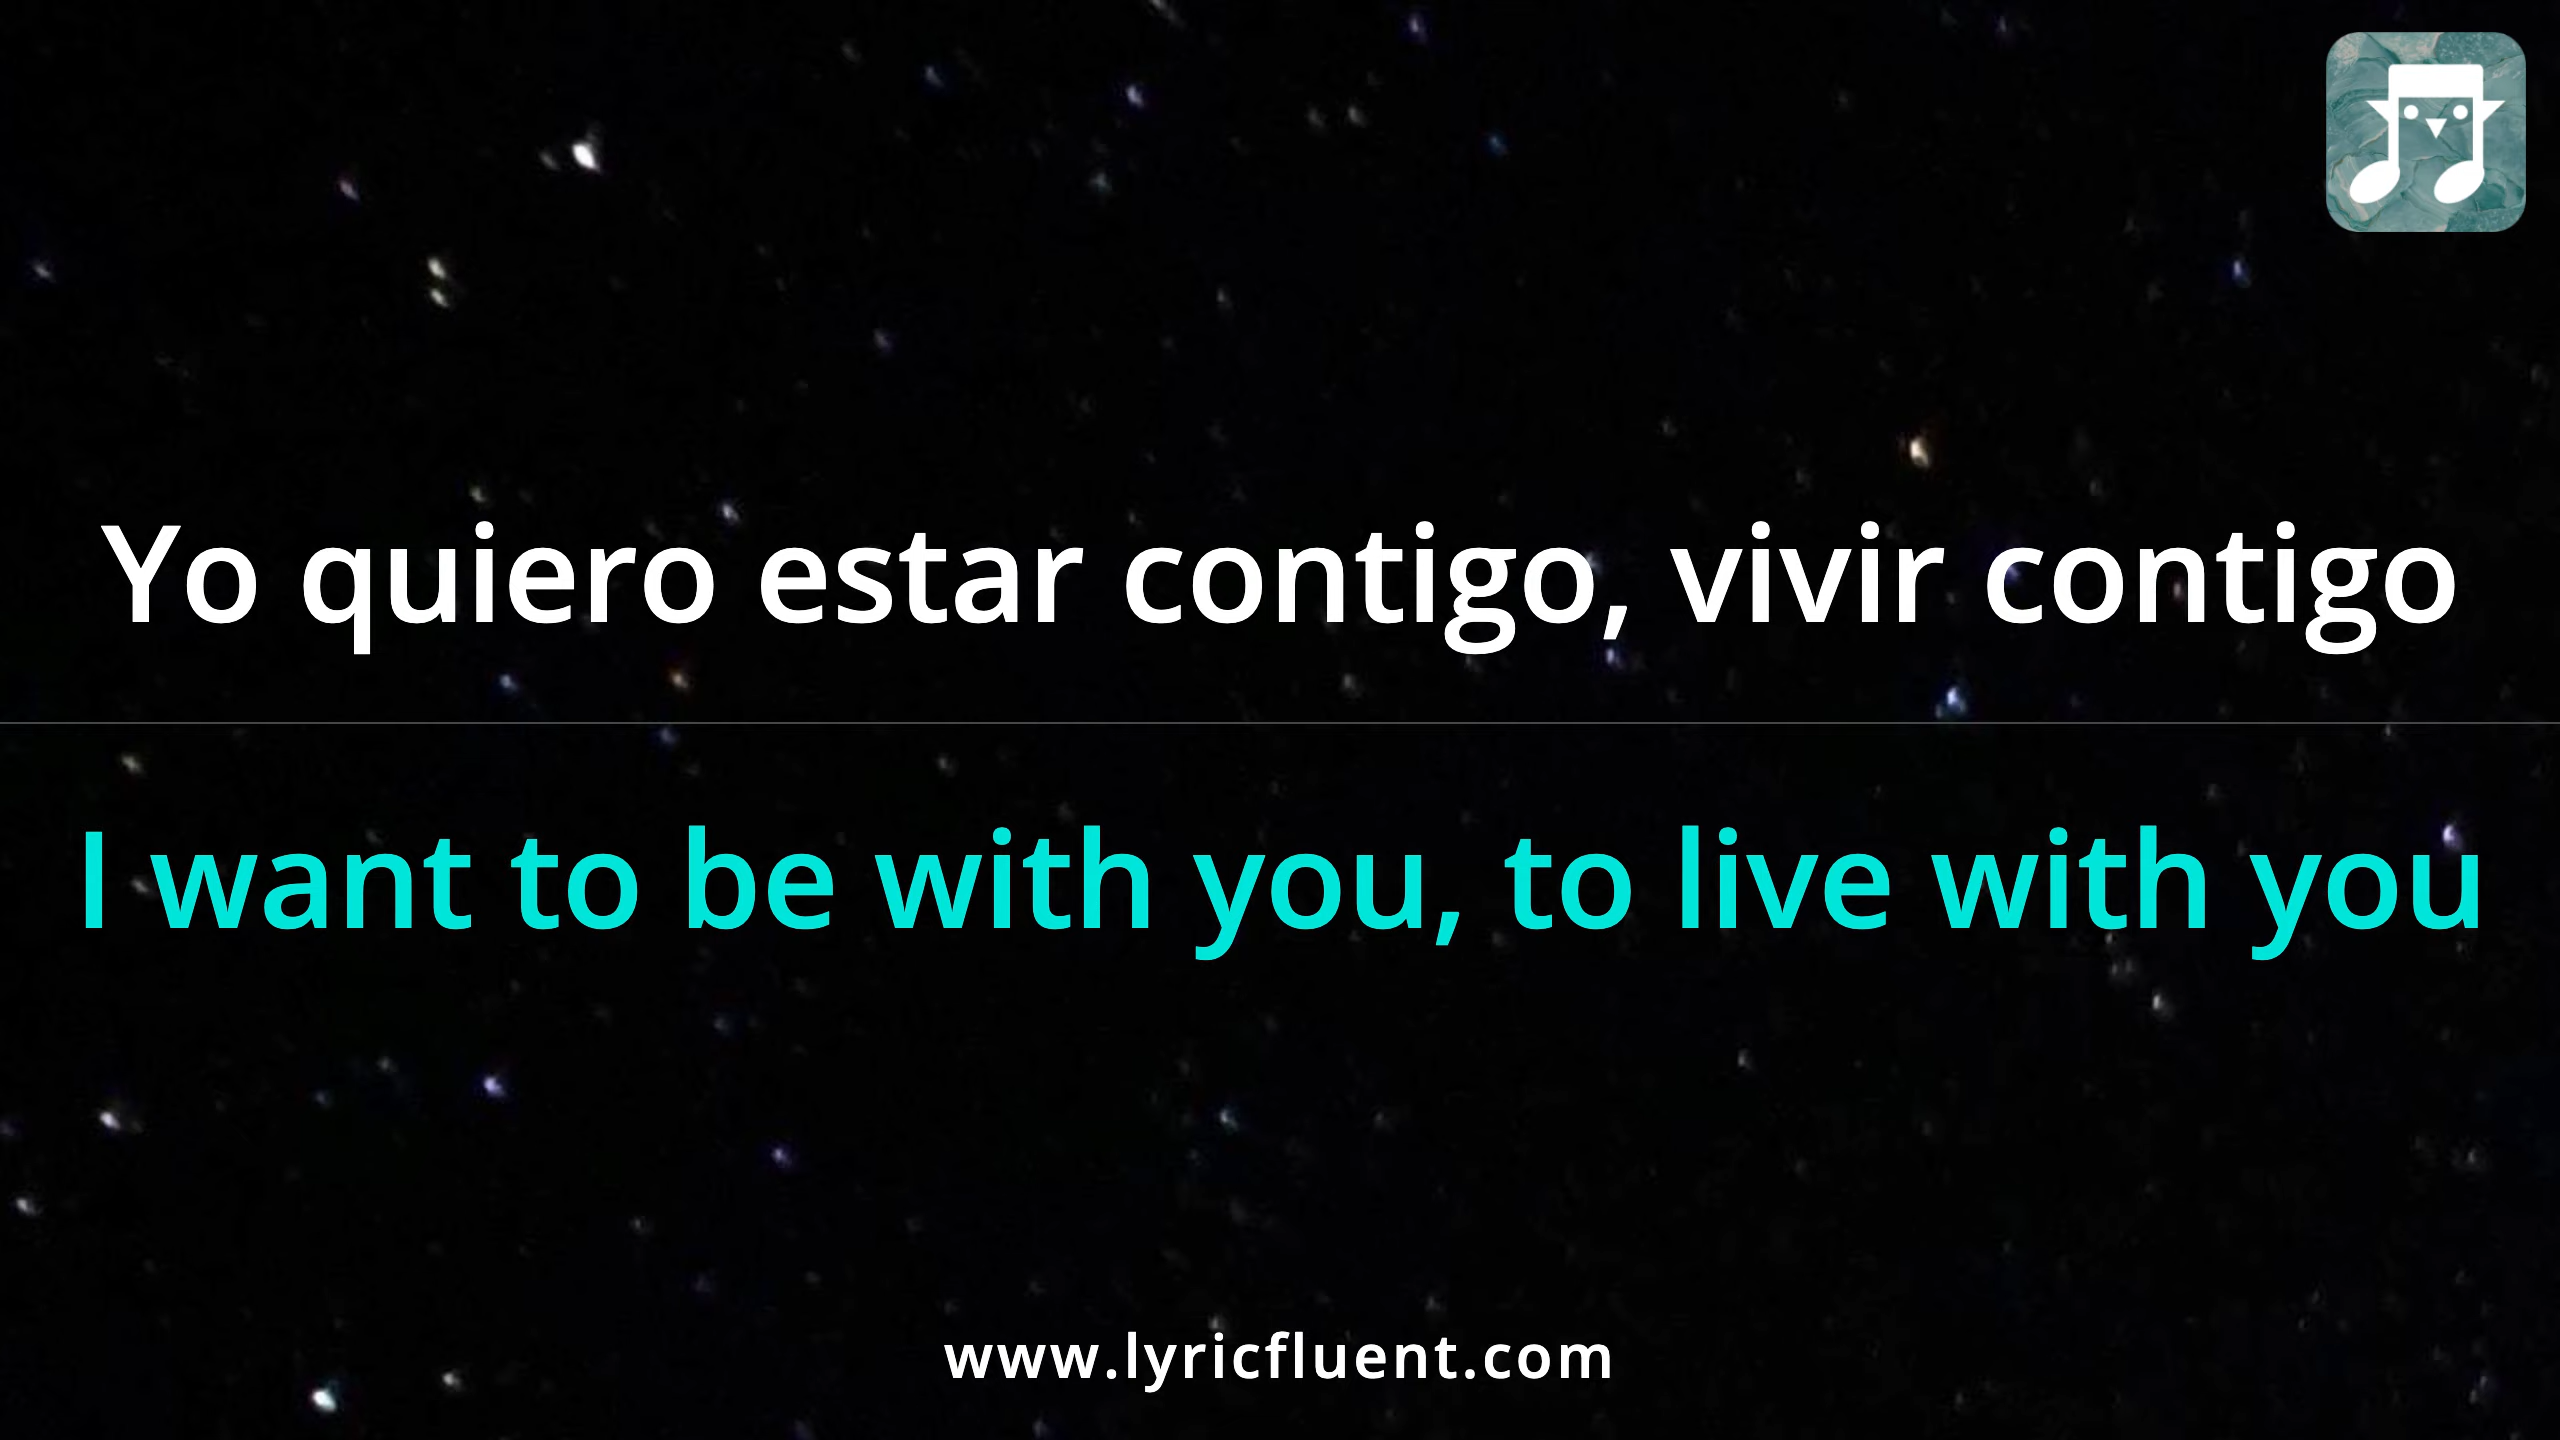 Yo quiero estar contigo, vivir contigo
I want to be with you, to live with you
www.lyricfluent.com